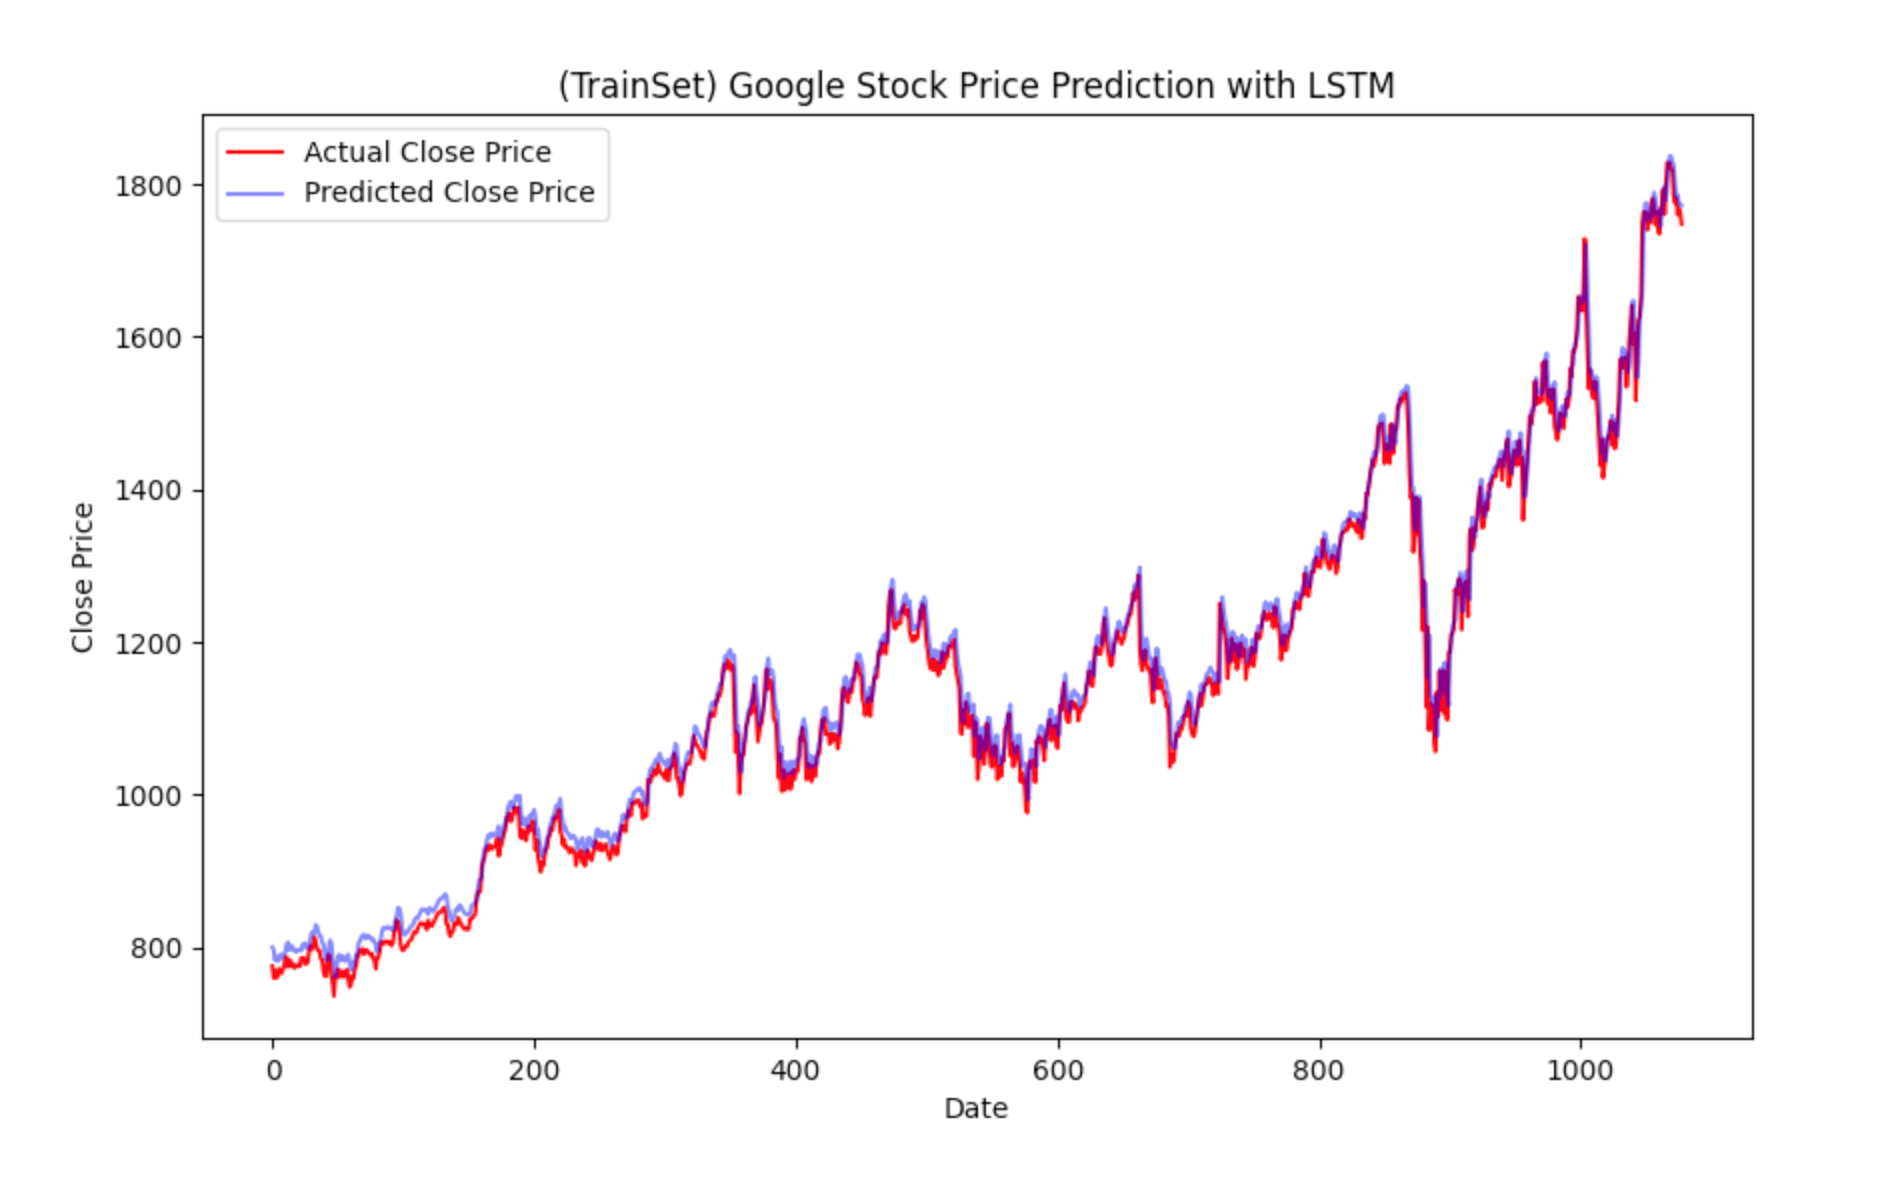 (TrainSet) Google Stock Price Prediction with LSTM
Actual Close Price
Predicted Close Price
1800
1600
1400
1200
1000
800
Close Price
0 200 400 600 800 1000
Date